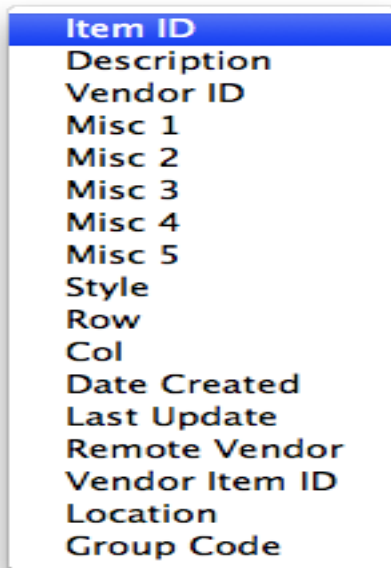 Item ID
Description
Vendor ID
Misc 1
Misc 2
Misc 3
Misc 4
Misc 5
Style
Row
Col
Date Created
Last Update
Remote Vendor
Vendor Item ID
Location
Group Code